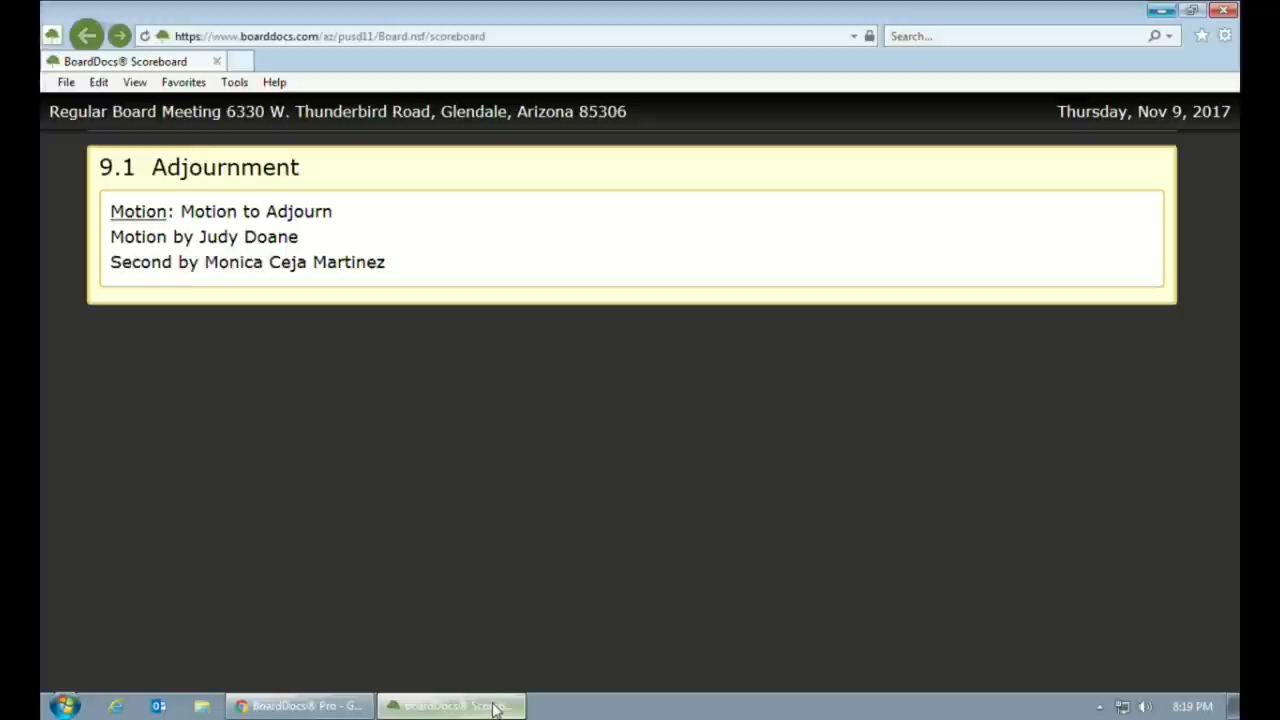 https://www.boarddocs.com/az/pusd11/Board.nsf/scoreboard
Search...
BoardDocs® Scoreboard
File Edit View Favorites Tools Help
Regular Board Meeting 6330 W. Thunderbird Road, Glendale, Arizona 85306
Thursday, Nov 9, 2017
9.1 Adjournment
Motion: Motion to Adjourn
Motion by Judy Doane
Second by Monica Ceja Martinez
BoardDocs® Pro - G...
8:19 PM